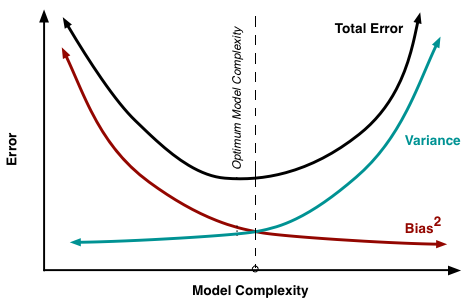 Total Error
Optimum Model Complexity
Error
Variance
Bias²
Model Complexity